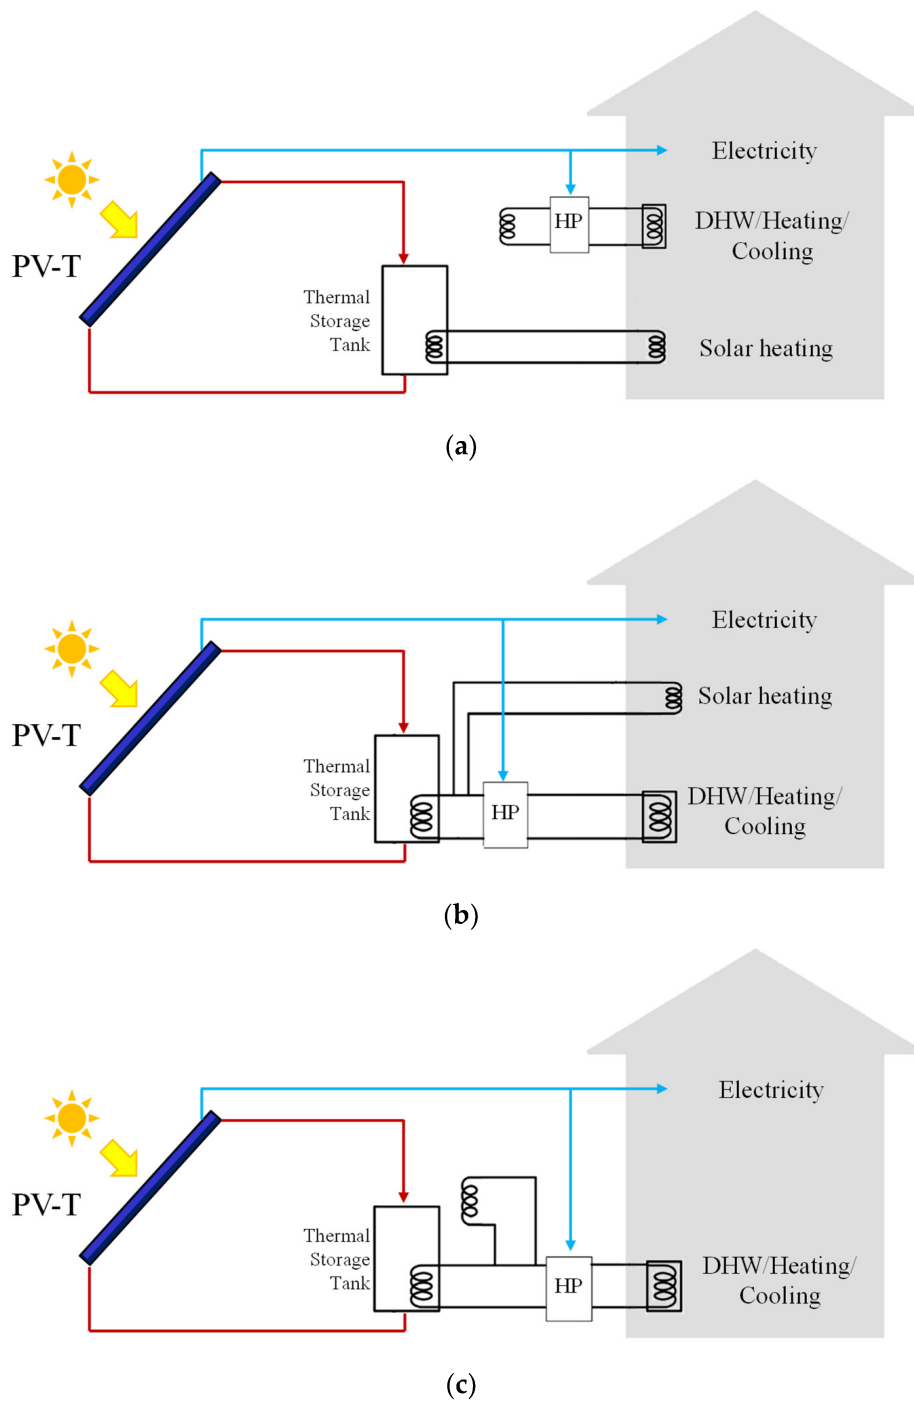 Electricity
HP
DHW/Heating/
Cooling
PV-T
Thermal
Storage
Tank
Solar heating
(a)
Electricity
Solar heating
PV-T
Thermal
Storage
Tank
HP
DHW/Heating/
Cooling
(b)
Electricity
PV-T
Thermal
Storage
Tank
HP
DHW/Heating/
Cooling
(c)